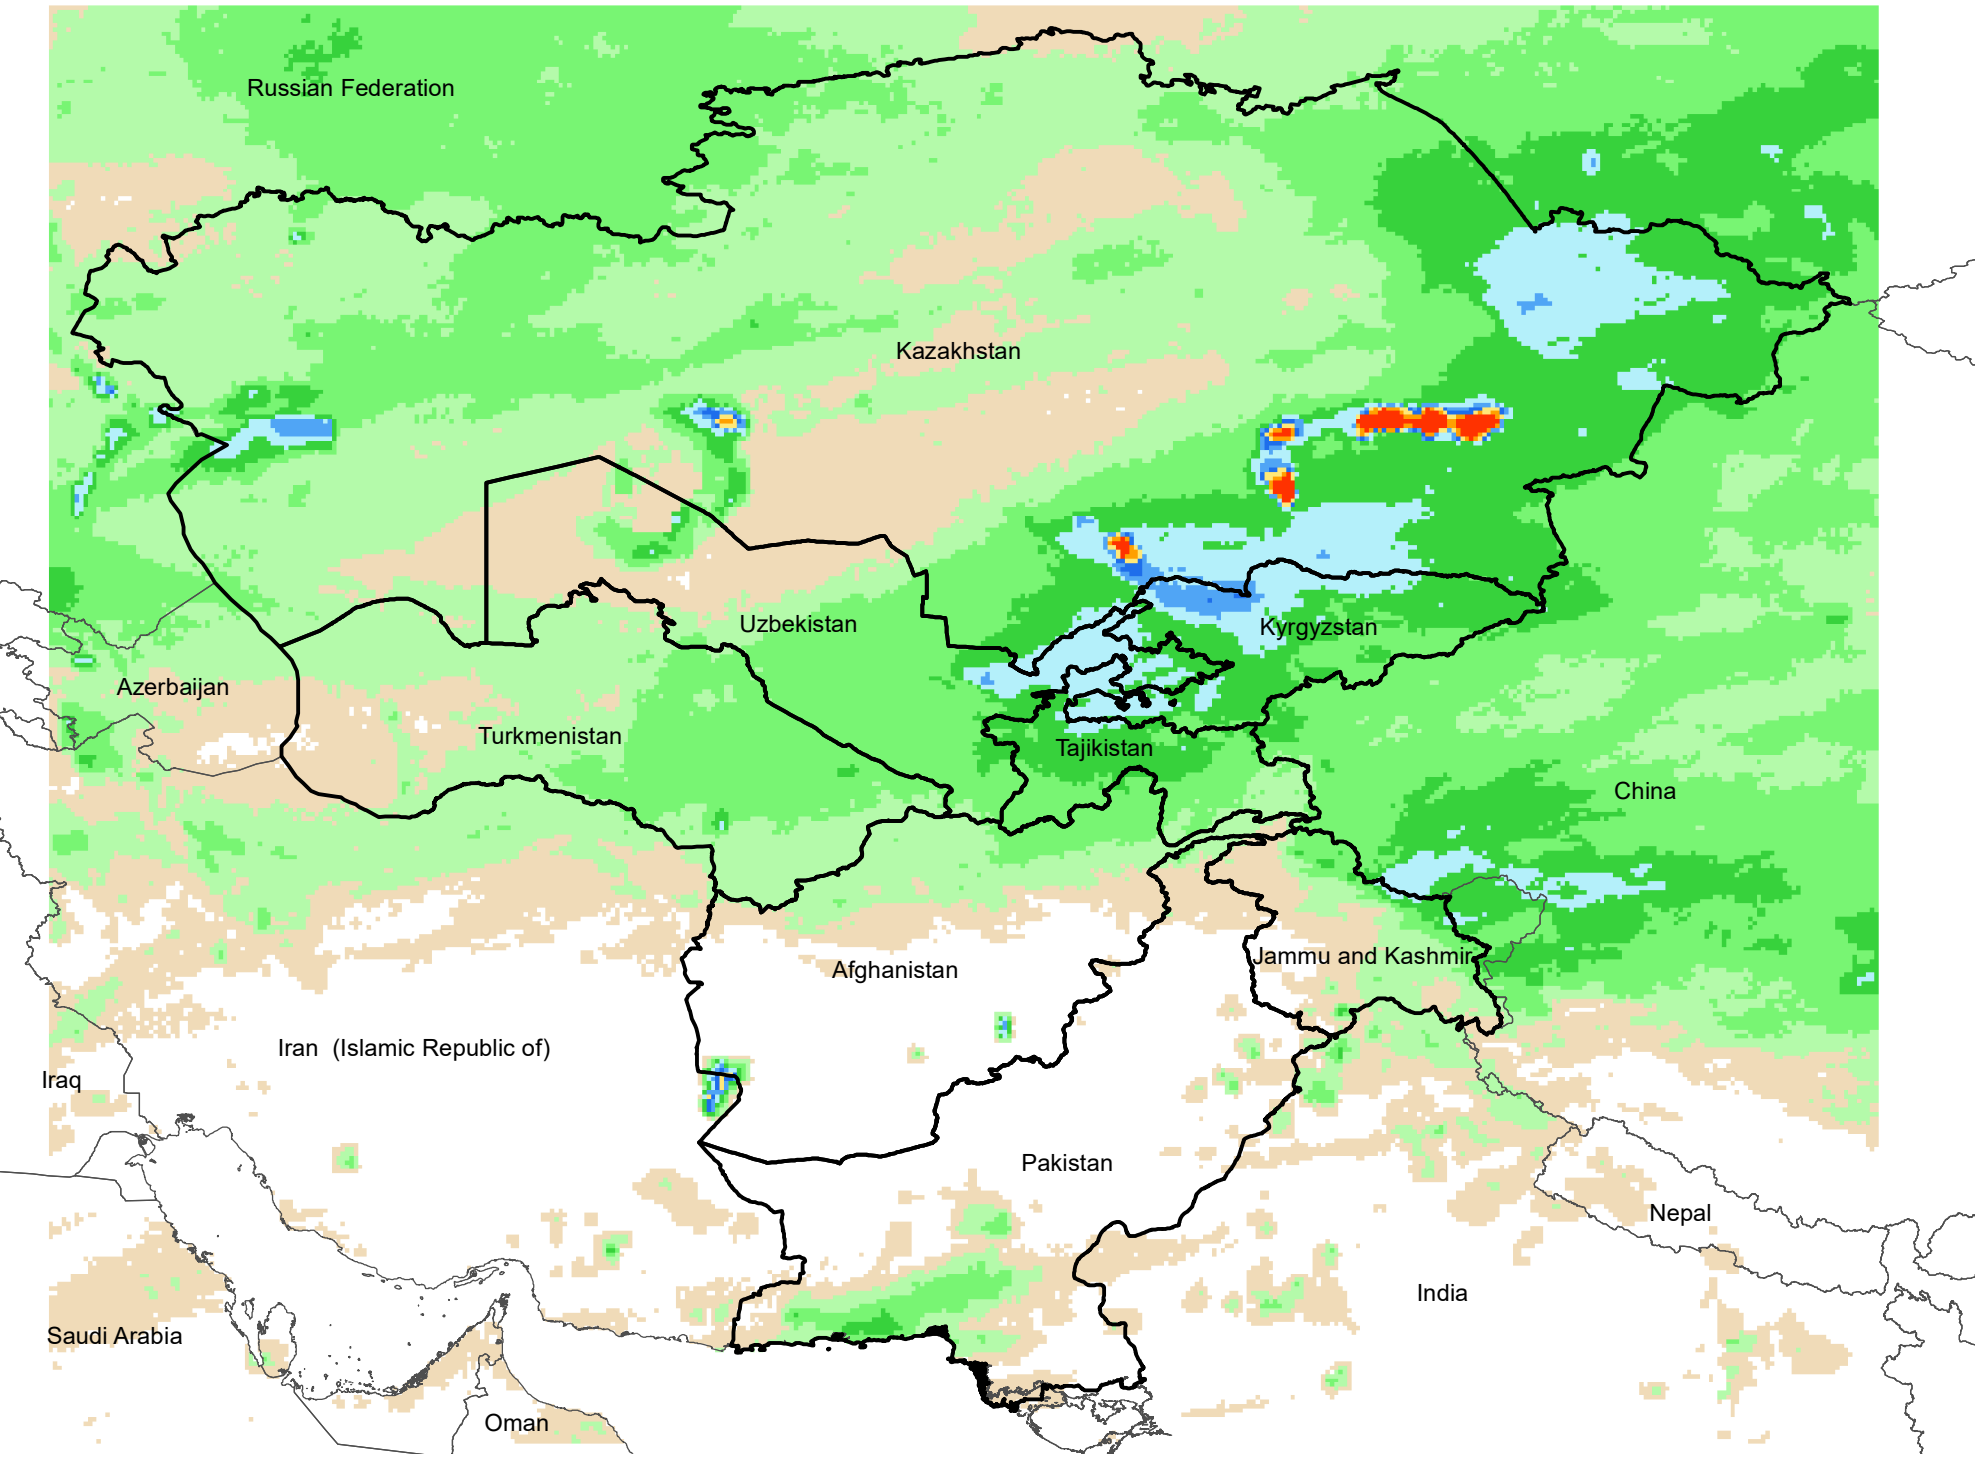 Russian Federation
Kazakhstan
Uzbekistan
Kyrgyzstan
Azerbaijan
Turkmenistan
Tajikistan
China
Jammu and Kashmir
Afghanistan
Iran  (Islamic Republic of)
Iraq
Pakistan
Nepal
India
Saudi Arabia
Oman